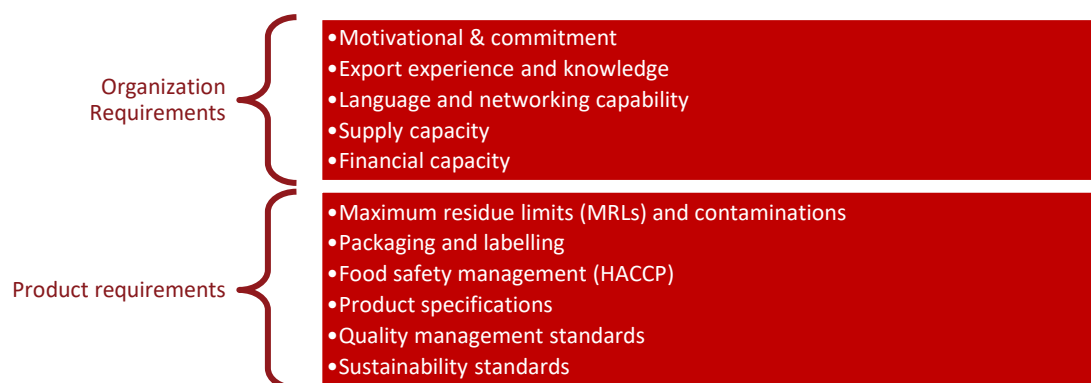 Organization
Requirements
•Motivational & commitment
•Export experience and knowledge
•Language and networking capability
•Supply capacity
•Financial capacity
Product requirements
•Maximum residue limits (MRLs) and contaminations
•Packaging and labelling
•Food safety management (HACCP)
•Product specifications
•Quality management standards
•Sustainability standards